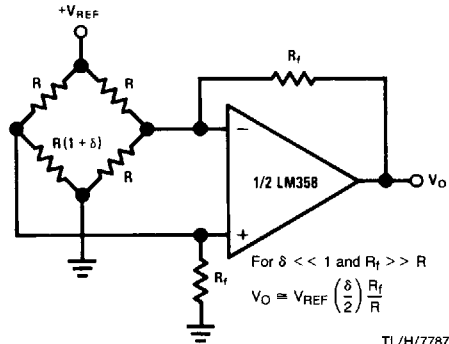 +VREF
R
R
Rf
R(1 + δ)
R
−
1/2 LM358
VO
+
Rf
For δ << 1 and Rf >> R
VO ≅ VREF (δ/2) Rf/R
TL/H/7787